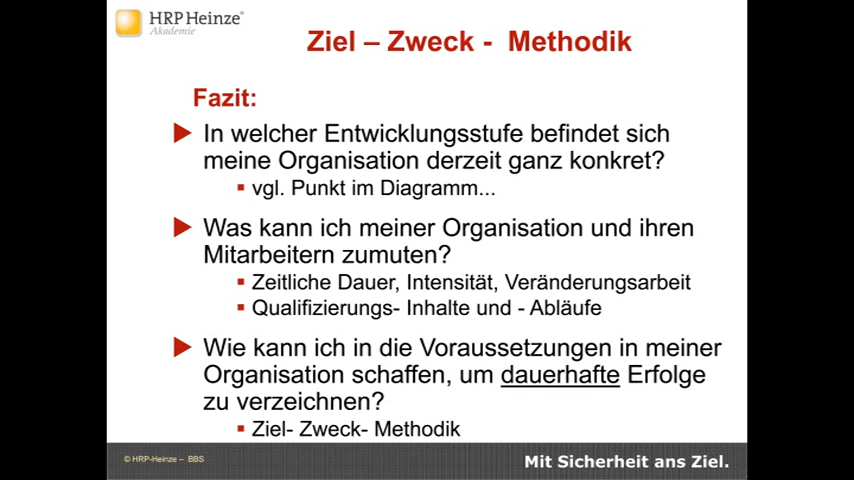 HRP Heinze®
Akademie
Ziel – Zweck - Methodik
Fazit:
In welcher Entwicklungsstufe befindet sich
meine Organisation derzeit ganz konkret?
vgl. Punkt im Diagramm...
Was kann ich meiner Organisation und ihren
Mitarbeitern zumuten?
Zeitliche Dauer, Intensität, Veränderungsarbeit
Qualifizierungs- Inhalte und - Abläufe
Wie kann ich in die Voraussetzungen in meiner
Organisation schaffen, um dauerhafte Erfolge
zu verzeichnen?
Ziel- Zweck- Methodik
© HRP-Heinze – BBS
Mit Sicherheit ans Ziel.